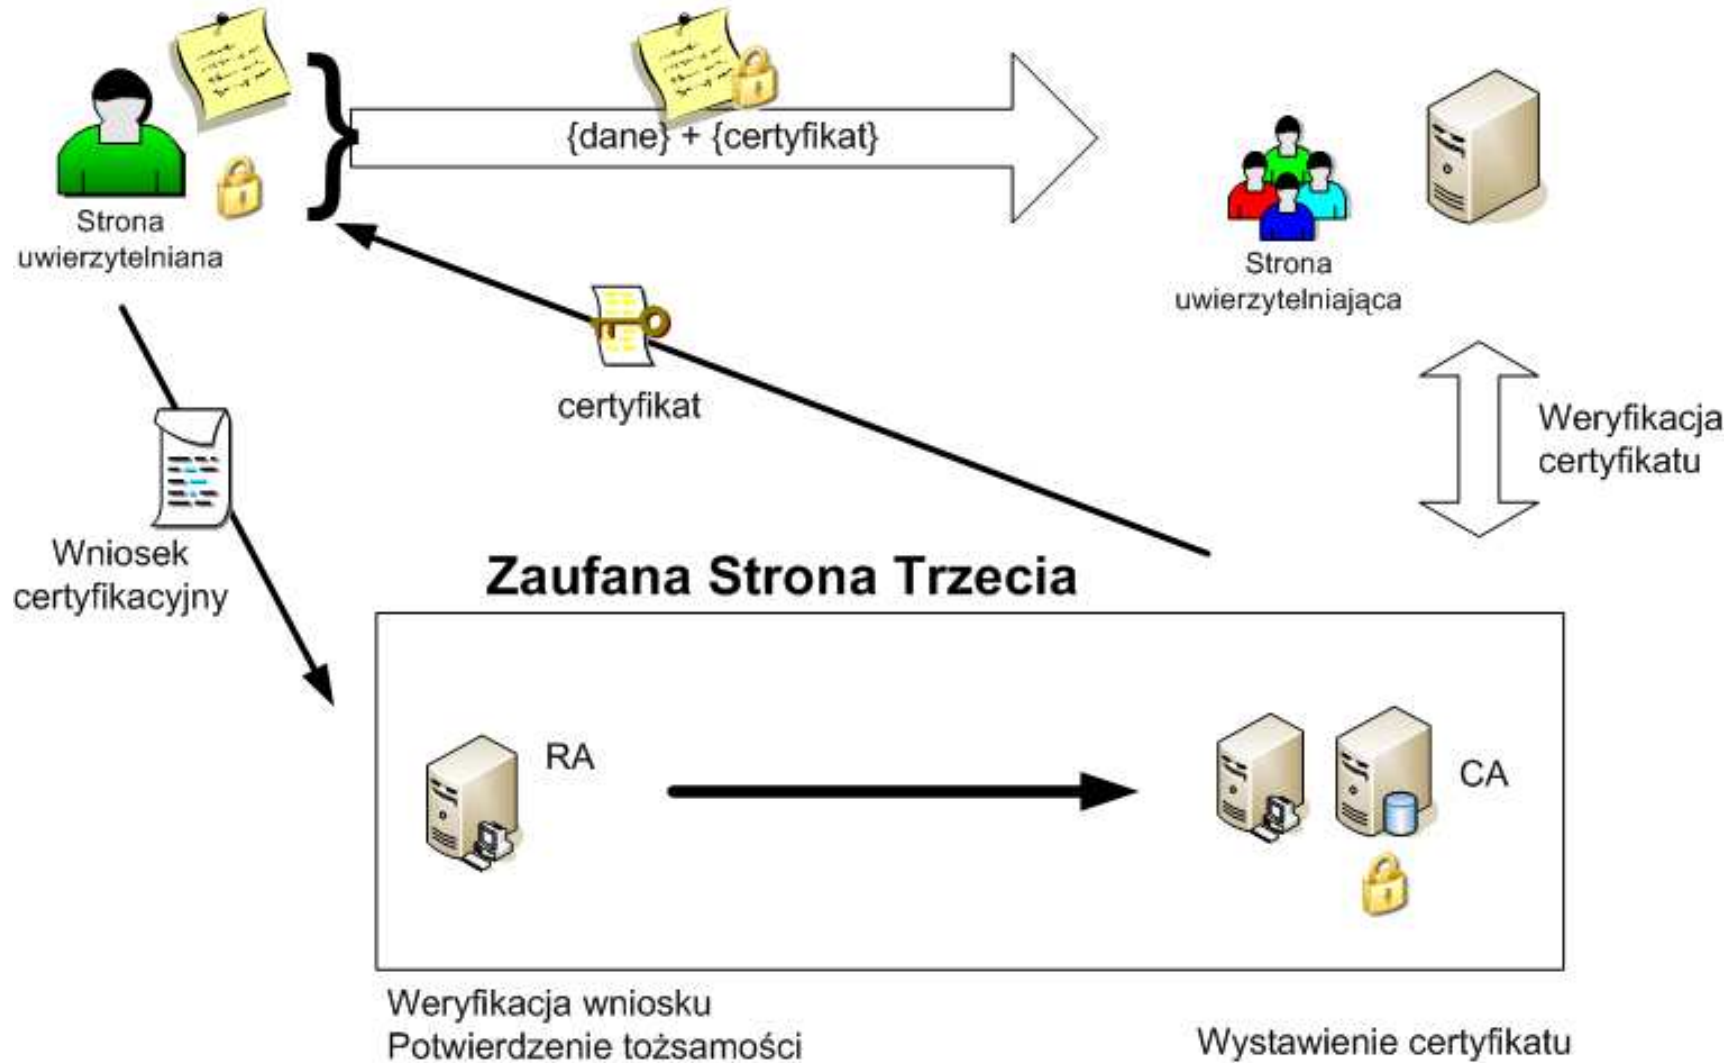 {dane} + {certyfikat}
Strona
uwierzytelniana
Strona
uwierzytelniająca
certyfikat
Weryfikacja
certyfikatu
Wniosek
certyfikacyjny
Zaufana Strona Trzecia
RA
CA
Weryfikacja wniosku
Potwierdzenie tożsamości
Wystawienie certyfikatu